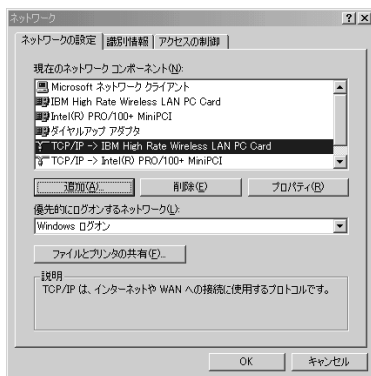 ネットワーク
ネットワークの設定 識別情報 アクセスの制御
現在のネットワーク コンポーネント(N):
Microsoft ネットワーク クライアント
IBM High Rate Wireless LAN PC Card
Intel(R) PRO/100+ MiniPCI
ダイヤルアップ アダプタ
TCP/IP -> IBM High Rate Wireless LAN PC Card
TCP/IP -> Intel(R) PRO/100+ MiniPCI
追加(A)... 削除(E) プロパティ(R)
優先的にログオンするネットワーク(L):
Windows ログオン
ファイルとプリンタの共有(F)...
説明
TCP/IP は、インターネットや WAN への接続に使用するプロトコルです。
OK キャンセル